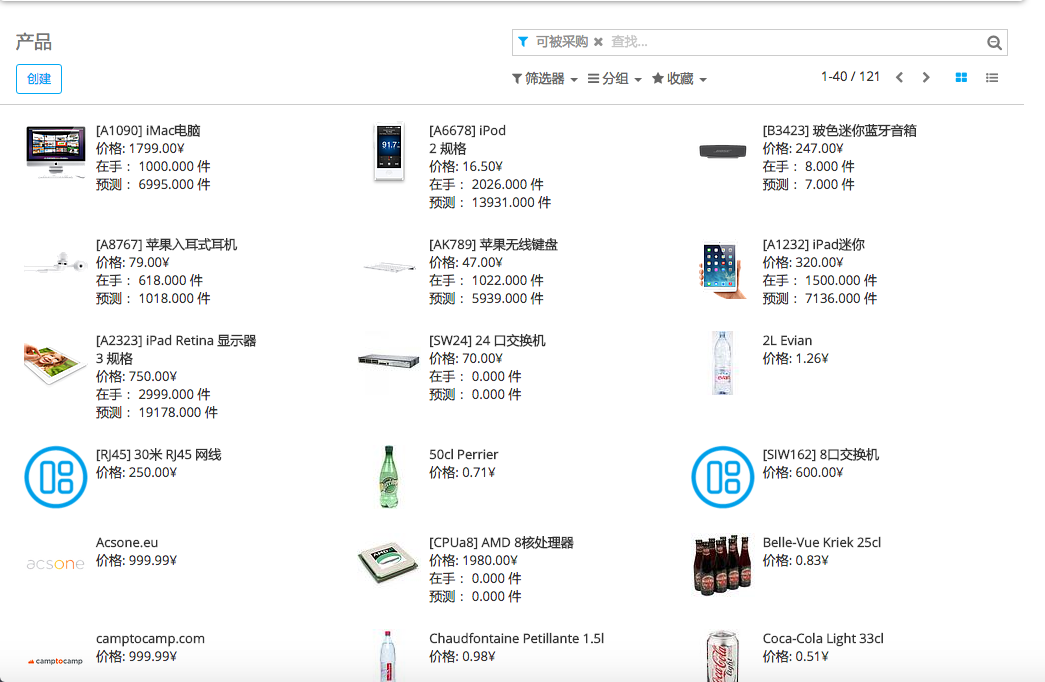 产品
可被采购 ✖ 查找...
创建
筛选器 分组 收藏 1-40 / 121
[A1090] iMac电脑
价格: 1799.00¥
在手： 1000.000 件
预测： 6995.000 件
[A6678] iPod
2 规格
价格: 16.50¥
在手： 2026.000 件
预测： 13931.000 件
[B3423] 玻色迷你蓝牙音箱
价格: 247.00¥
在手： 8.000 件
预测： 7.000 件
[A8767] 苹果入耳式耳机
价格: 79.00¥
在手： 618.000 件
预测： 1018.000 件
[AK789] 苹果无线键盘
价格: 47.00¥
在手： 1022.000 件
预测： 5939.000 件
[A1232] iPad迷你
价格: 320.00¥
在手： 1500.000 件
预测： 7136.000 件
[A2323] iPad Retina 显示器
3 规格
价格: 750.00¥
在手： 2999.000 件
预测： 19178.000 件
[SW24] 24 口交换机
价格: 70.00¥
在手： 0.000 件
预测： 0.000 件
evian
2L Evian
价格: 1.26¥
[RJ45] 30米 RJ45 网线
价格: 250.00¥
50cl Perrier
价格: 0.71¥
[SIW162] 8口交换机
价格: 600.00¥
acsone
Acsone.eu
价格: 999.99¥
AMD
[CPUa8] AMD 8核处理器
价格: 1980.00¥
在手： 0.000 件
预测： 0.000 件
Belle-Vue Kriek 25cl
价格: 0.83¥
camptocamp
camptocamp.com
价格: 999.99¥
Chaudfontaine Petillante 1.5l
价格: 0.98¥
Coca-Cola light
Coca-Cola Light 33cl
价格: 0.51¥